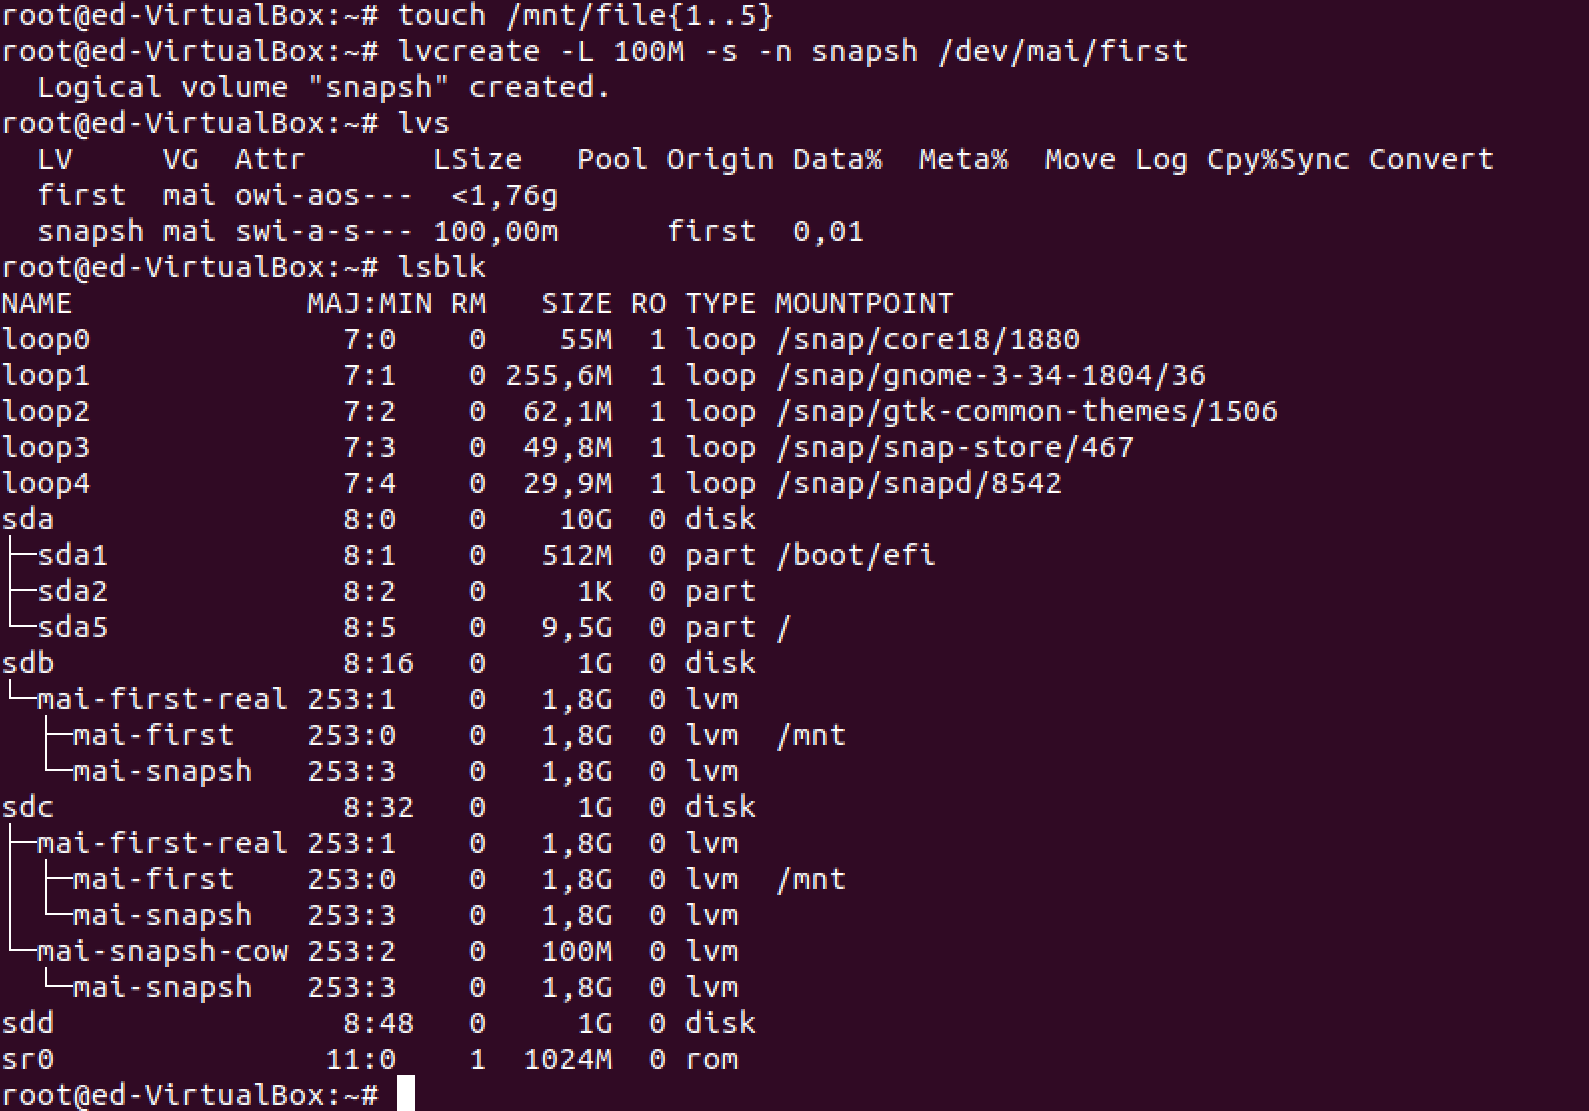 root@ed-VirtualBox:~# touch /mnt/file{1..5}
root@ed-VirtualBox:~# lvcreate -L 100M -s -n snapsh /dev/mai/first
  Logical volume "snapsh" created.
root@ed-VirtualBox:~# lvs
  LV     VG  Attr       LSize   Pool Origin Data%  Meta%  Move Log Cpy%Sync Convert
  first  mai owi-aos---  <1,76g
  snapsh mai swi-a-s--- 100,00m      first  0,01
root@ed-VirtualBox:~# lsblk
NAME             MAJ:MIN RM   SIZE RO TYPE MOUNTPOINT
loop0              7:0    0    55M  1 loop /snap/core18/1880
loop1              7:1    0 255,6M  1 loop /snap/gnome-3-34-1804/36
loop2              7:2    0  62,1M  1 loop /snap/gtk-common-themes/1506
loop3              7:3    0  49,8M  1 loop /snap/snap-store/467
loop4              7:4    0  29,9M  1 loop /snap/snapd/8542
sda                8:0    0    10G  0 disk
├─sda1             8:1    0   512M  0 part /boot/efi
├─sda2             8:2    0     1K  0 part
└─sda5             8:5    0   9,5G  0 part /
sdb                8:16   0     1G  0 disk
└─mai-first-real 253:1    0   1,8G  0 lvm
  ├─mai-first    253:0    0   1,8G  0 lvm  /mnt
  └─mai-snapsh   253:3    0   1,8G  0 lvm
sdc                8:32   0     1G  0 disk
├─mai-first-real 253:1    0   1,8G  0 lvm
│ ├─mai-first    253:0    0   1,8G  0 lvm  /mnt
│ └─mai-snapsh   253:3    0   1,8G  0 lvm
└─mai-snapsh-cow 253:2    0   100M  0 lvm
  └─mai-snapsh   253:3    0   1,8G  0 lvm
sdd                8:48   0     1G  0 disk
sr0               11:0    1  1024M  0 rom
root@ed-VirtualBox:~#